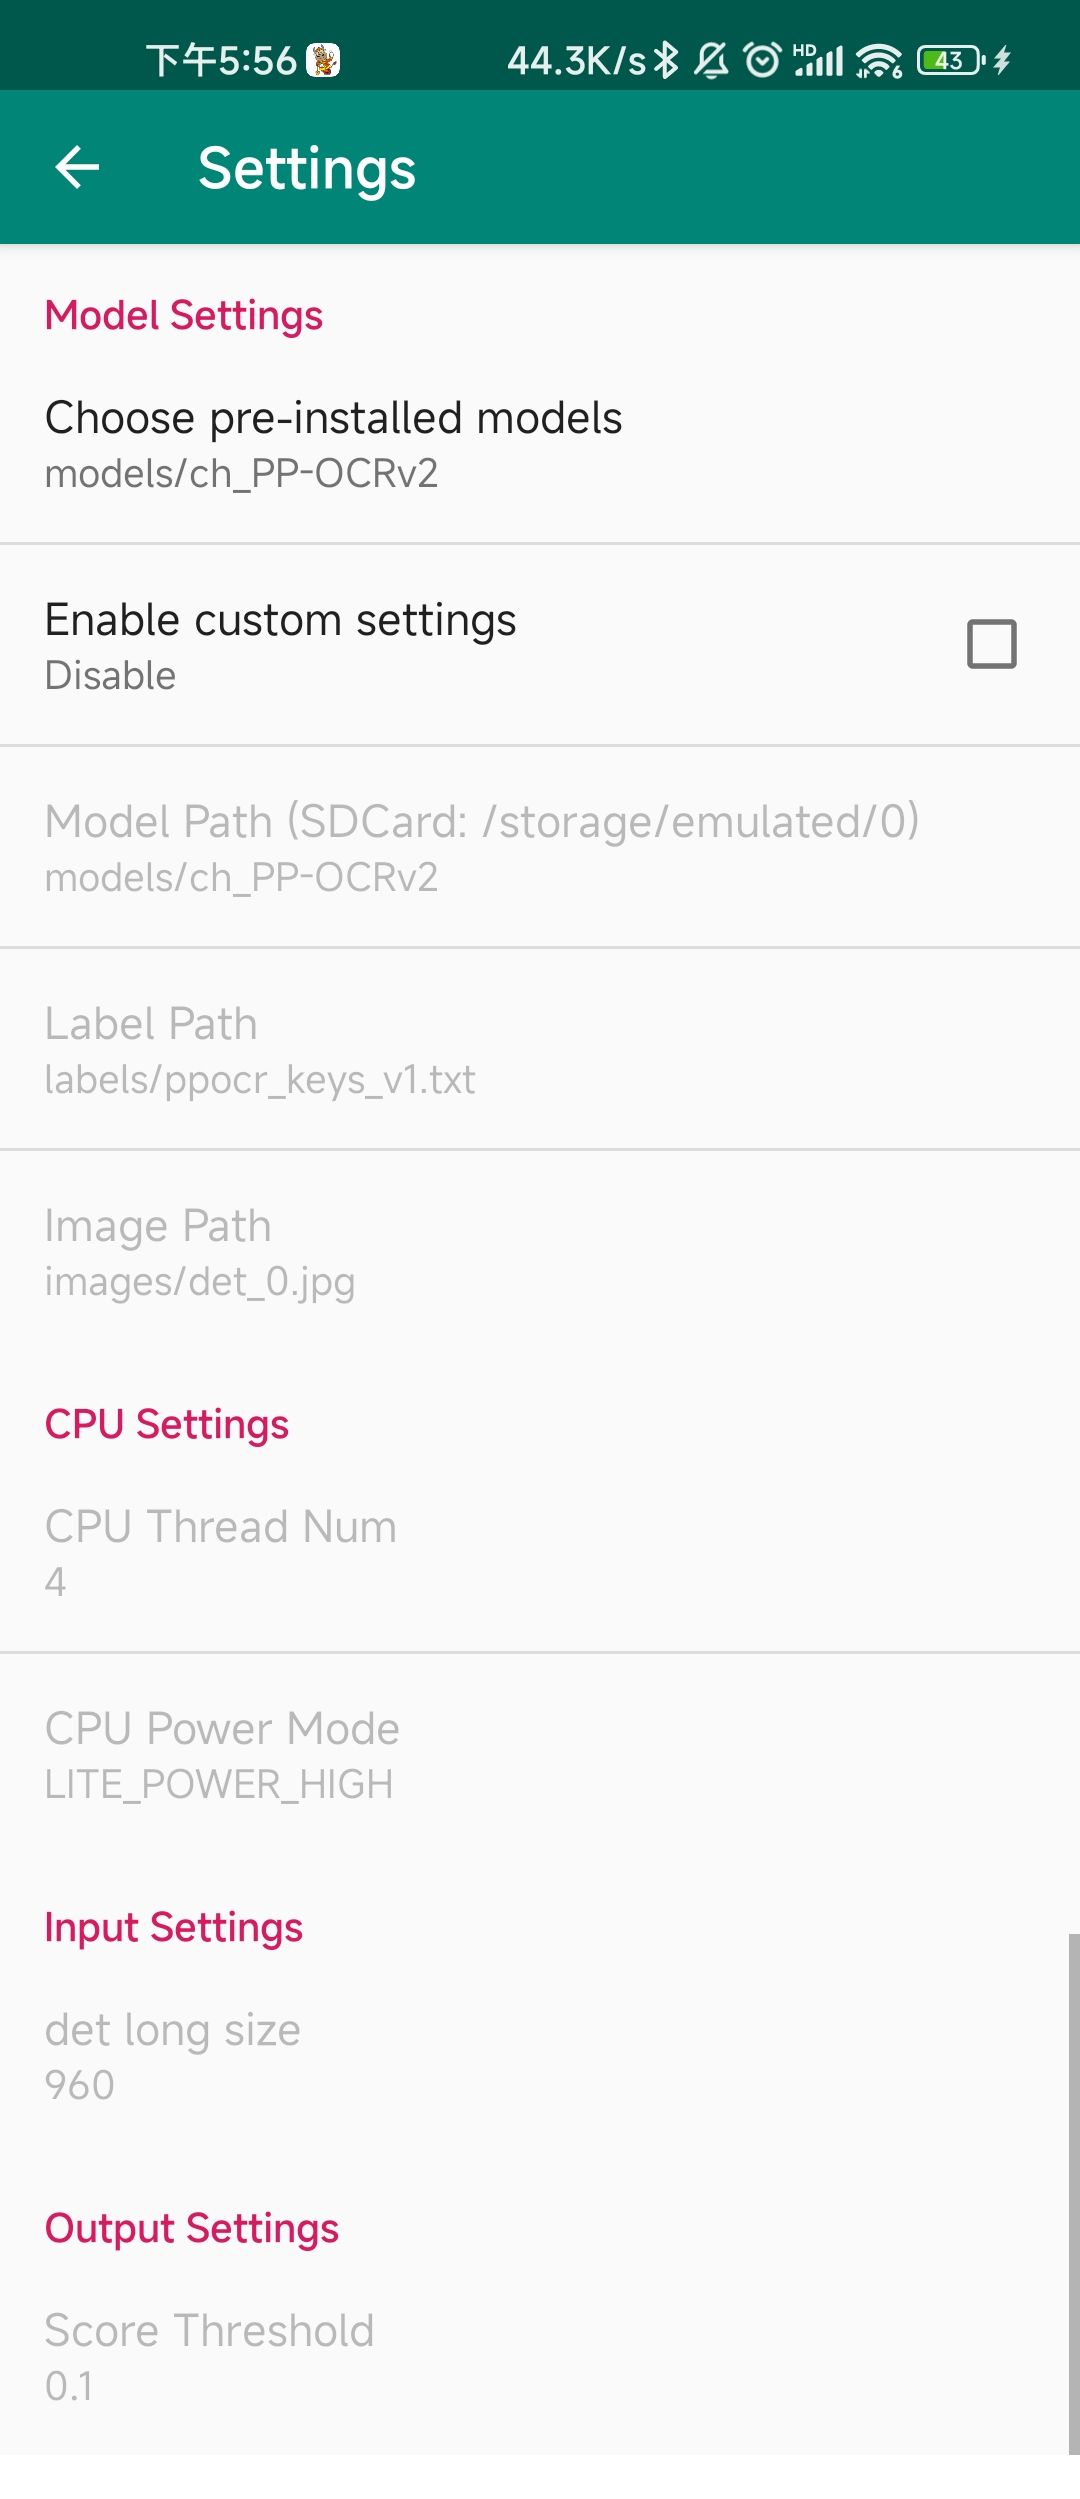 下午5:56 44.3K/s HD 6 43
Settings
Model Settings
Choose pre-installed models
models/ch_PP-OCRv2
Enable custom settings
Disable
Model Path (SDCard: /storage/emulated/0)
models/ch_PP-OCRv2
Label Path
labels/ppocr_keys_v1.txt
Image Path
images/det_0.jpg
CPU Settings
CPU Thread Num
4
CPU Power Mode
LITE_POWER_HIGH
Input Settings
det long size
960
Output Settings
Score Threshold
0.1